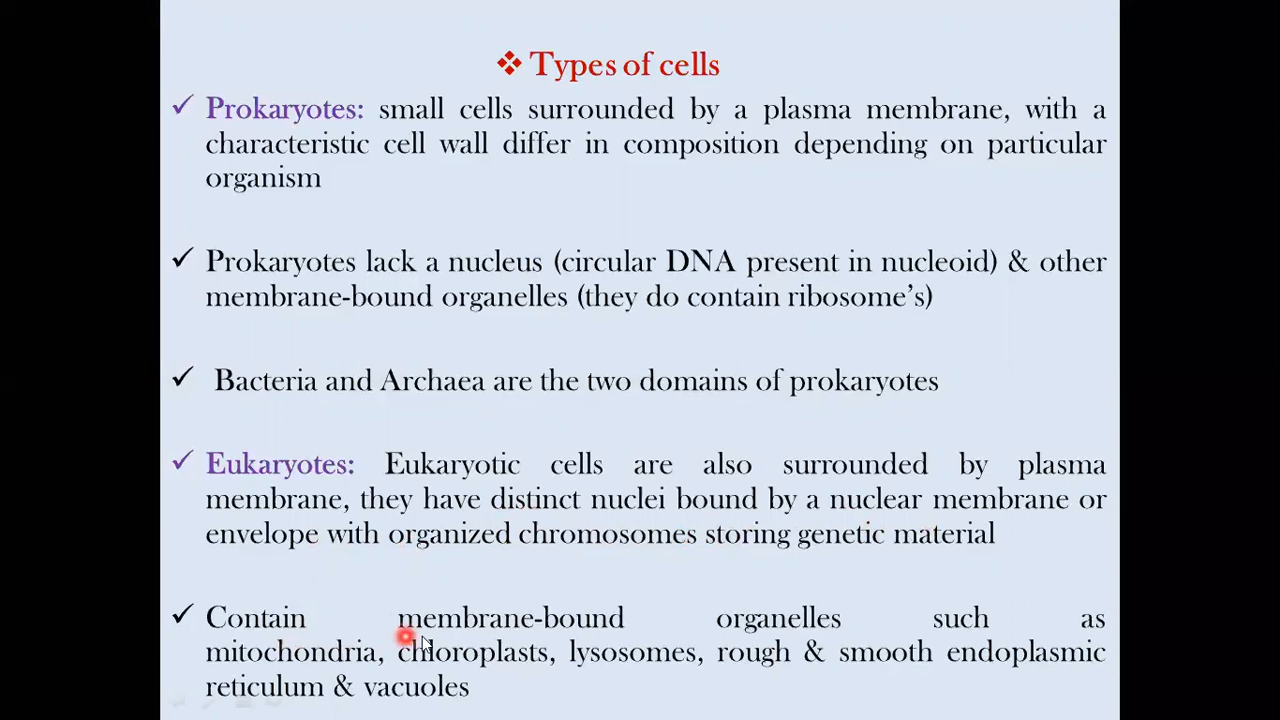 ❖ Types of cells
✓ Prokaryotes: small cells surrounded by a plasma membrane, with a
characteristic cell wall differ in composition depending on particular
organism
✓ Prokaryotes lack a nucleus (circular DNA present in nucleoid) & other
membrane-bound organelles (they do contain ribosome’s)
✓ Bacteria and Archaea are the two domains of prokaryotes
✓ Eukaryotes: Eukaryotic cells are also surrounded by plasma
membrane, they have distinct nuclei bound by a nuclear membrane or
envelope with organized chromosomes storing genetic material
✓ Contain membrane-bound organelles such as
mitochondria, chloroplasts, lysosomes, rough & smooth endoplasmic
reticulum & vacuoles